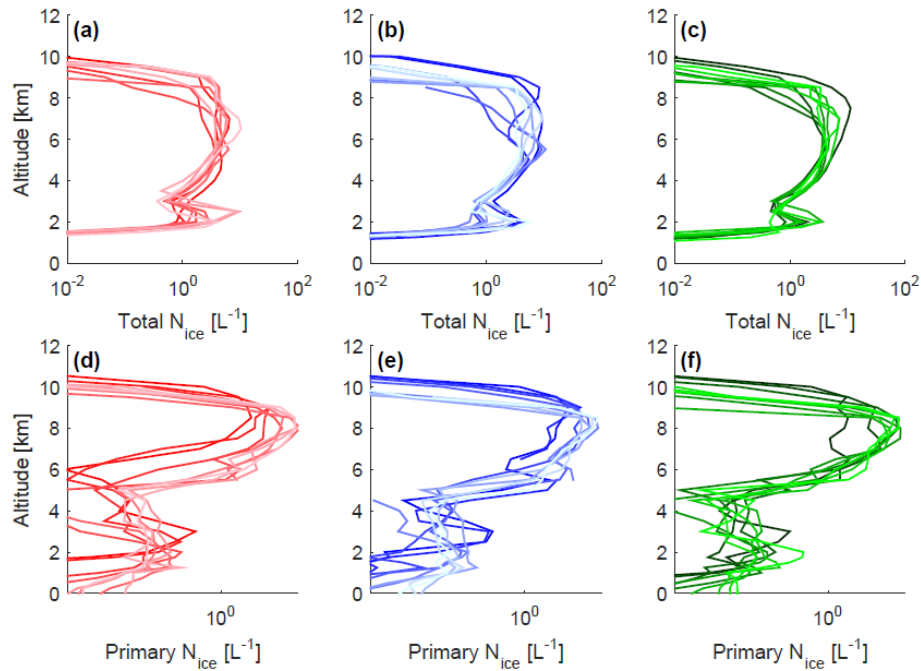 (a) (b) (c)
12 12 12
10 10 10
8 8 8
6 6 6
4 4 4
2 2 2
0 0 0
Altitude [km]
10^-2 10^0 10^2 10^-2 10^0 10^2 10^-2 10^0 10^2
Total N_ice [L^-1] Total N_ice [L^-1] Total N_ice [L^-1]
(d) (e) (f)
12 12 12
10 10 10
8 8 8
6 6 6
4 4 4
2 2 2
0 0 0
Altitude [km]
10^0 10^0 10^0
Primary N_ice [L^-1] Primary N_ice [L^-1] Primary N_ice [L^-1]